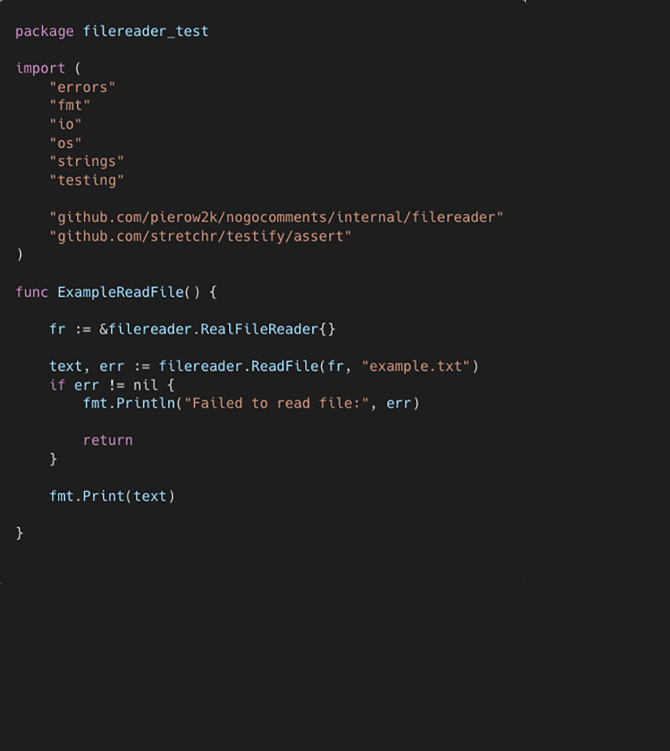 package filereader_test
import (
    "errors"
    "fmt"
    "io"
    "os"
    "strings"
    "testing"
    "github.com/pierow2k/nogocomments/internal/filereader"
    "github.com/stretchr/testify/assert"
)
func ExampleReadFile() {
    fr := &filereader.RealFileReader{}
    text, err := filereader.ReadFile(fr, "example.txt")
    if err != nil {
        fmt.Println("Failed to read file:", err)
        return
    }
    fmt.Print(text)
}